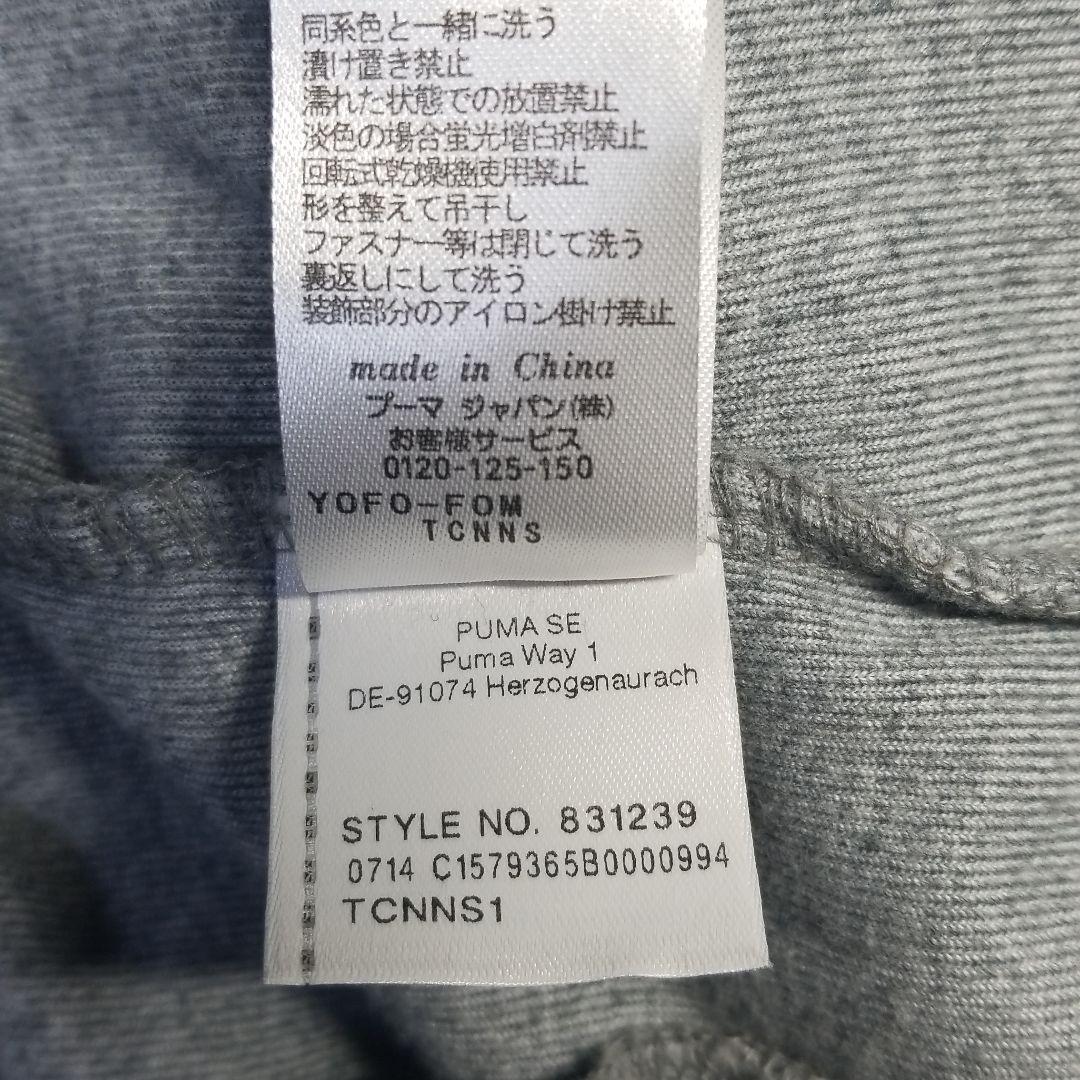 同系色と一緒に洗う
漬け置き禁止
濡れた状態での放置禁止
淡色の場合蛍光増白剤禁止
回転式乾燥機使用禁止
形を整えて吊干し
ファスナー等は閉じて洗う
裏返しにして洗う
装飾部分のアイロン掛け禁止
made in China
プーマ ジャパン(株)
お客様サービス
0120-125-150
YOFO-FOM
TCNNS
PUMA SE
Puma Way 1
DE-91074 Herzogenaurach
STYLE NO. 831239
0714 C1579365B0000994
TCNNS1